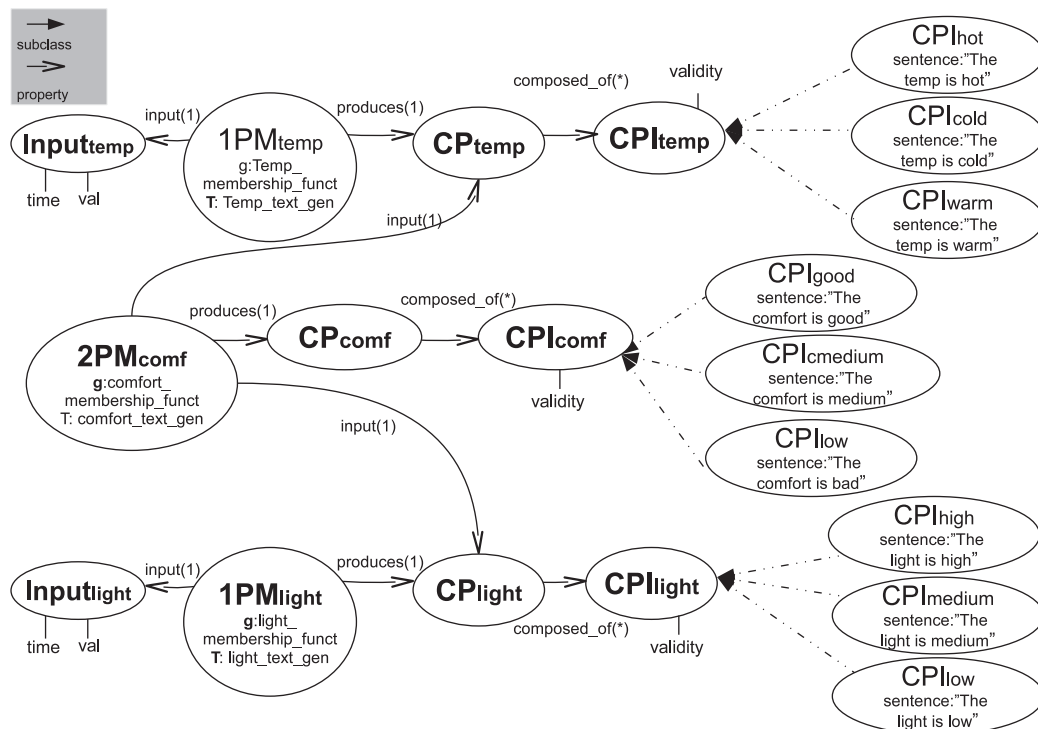 subclass
property
Inputtemp
time
val
input(1)
1PMtemp
g:Temp_
membership_funct
T: Temp_text_gen
produces(1)
CPtemp
composed_of(*)
CPItemp
validity
CPIhot
sentence:"The
temp is hot"
CPIcold
sentence:"The
temp is cold"
CPIwarm
sentence:"The
temp is warm"
input(1)
2PMcomf
g:comfort_
membership_funct
T: comfort_text_gen
produces(1)
CPcomf
composed_of(*)
CPIcomf
validity
CPIgood
sentence:"The
comfort is good"
CPIcmedium
sentence:"The
comfort is medium"
CPIlow
sentence:"The
comfort is bad"
input(1)
Inputlight
time
val
input(1)
1PMlight
g:light_
membership_funct
T: light_text_gen
produces(1)
CPlight
composed_of(*)
CPIlight
validity
CPIhigh
sentence:"The
light is high"
CPImedium
sentence:"The
light is medium"
CPIlow
sentence:"The
light is low"